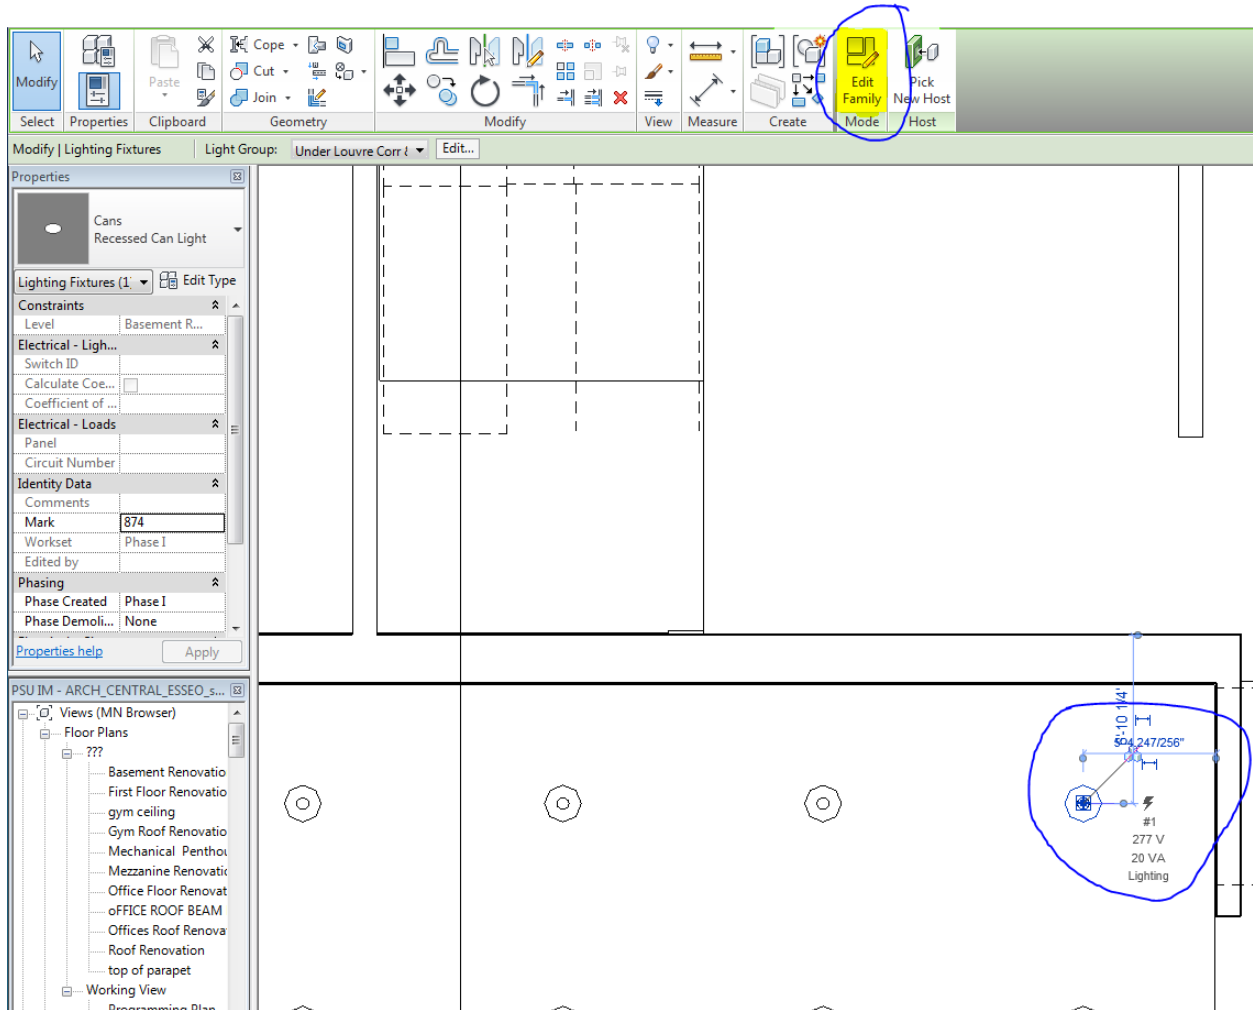 Cope
Cut
Join
Modify
Paste
Edit
Family
Pick
New Host
Select
Properties
Clipboard
Geometry
Modify
View
Measure
Create
Mode
Host
Modify | Lighting Fixtures
Light Group:
Under Louvre Corr
Edit...
Properties
Cans
Recessed Can Light
Lighting Fixtures (1
Edit Type
Constraints
Level Basement R...
Electrical - Ligh...
Switch ID
Calculate Coe...
Coefficient of ...
Electrical - Loads
Panel
Circuit Number
Identity Data
Comments
Mark 874
Workset Phase I
Edited by
Phasing
Phase Created Phase I
Phase Demoli... None
Properties help
Apply
PSU IM - ARCH_CENTRAL_ESSEO_s...
Views (MN Browser)
Floor Plans
???
Basement Renovatio
First Floor Renovatio
gym ceiling
Gym Roof Renovatio
Mechanical Pentho
Mezzanine Renovatio
Office Floor Renovat
oFFICE ROOF BEAM
Offices Roof Renova
Roof Renovation
top of parapet
Working View
Programming Plan
6'-10 1/4"
247/256"
#1
277 V
20 VA
Lighting